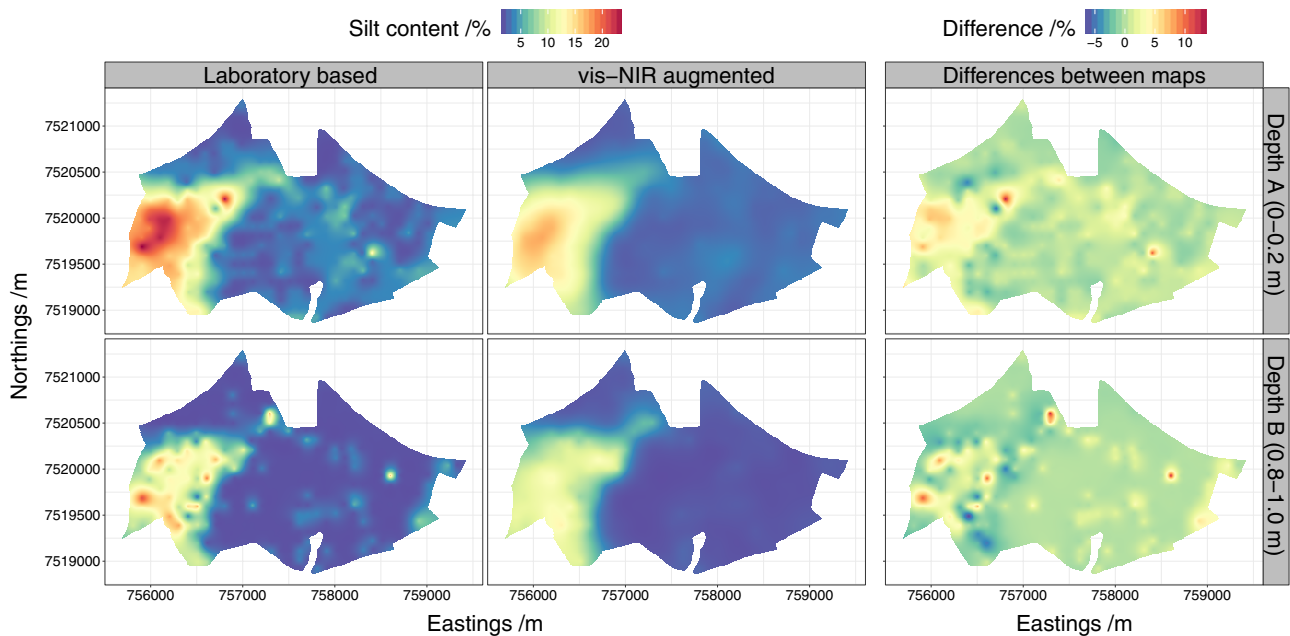 Silt content /%
5 10 15 20
Difference /%
−5 0 5 10
Laboratory based
vis−NIR augmented
Differences between maps
7521000
7520500
7520000
7519500
7519000
Depth A (0−0.2 m)
7521000
7520500
7520000
7519500
7519000
Depth B (0.8−1.0 m)
Northings /m
756000 757000 758000 759000
756000 757000 758000 759000
756000 757000 758000 759000
Eastings /m
Eastings /m